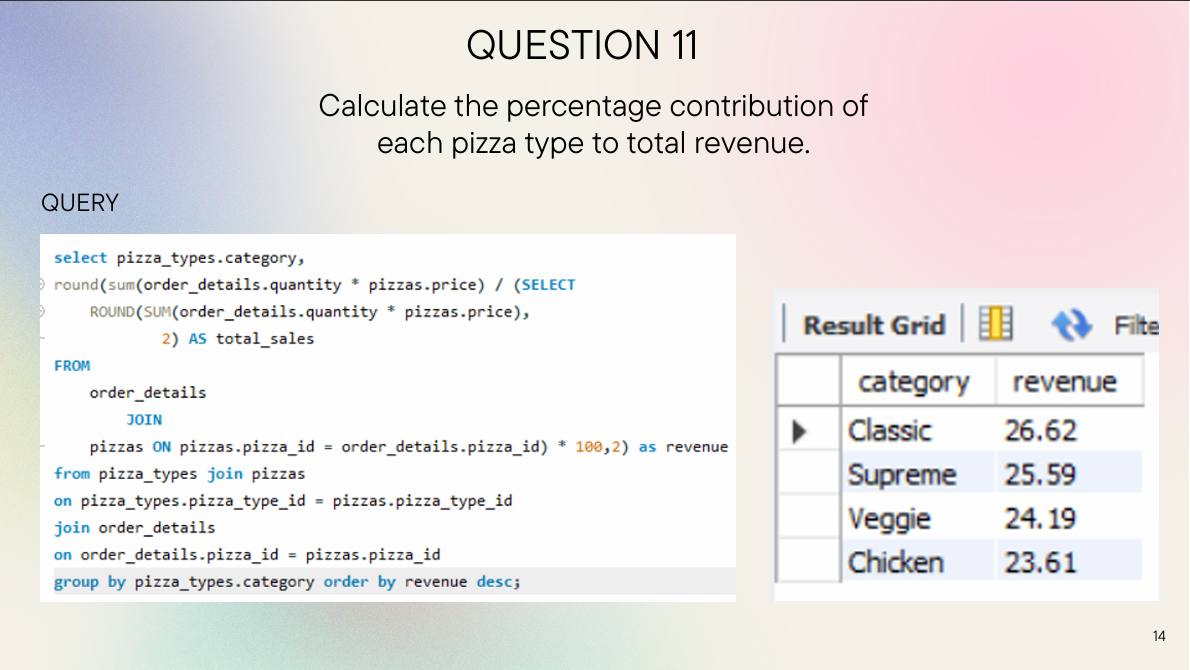 QUESTION 11
Calculate the percentage contribution of
each pizza type to total revenue.
QUERY
select pizza_types.category,
round(sum(order_details.quantity * pizzas.price) / (SELECT
ROUND(SUM(order_details.quantity * pizzas.price),
2) AS total_sales
FROM
order_details
JOIN
pizzas ON pizzas.pizza_id = order_details.pizza_id) * 100,2) as revenue
from pizza_types join pizzas
on pizza_types.pizza_type_id = pizzas.pizza_type_id
join order_details
on order_details.pizza_id = pizzas.pizza_id
group by pizza_types.category order by revenue desc;
Result Grid Filte
category revenue
Classic 26.62
Supreme 25.59
Veggie 24.19
Chicken 23.61
14